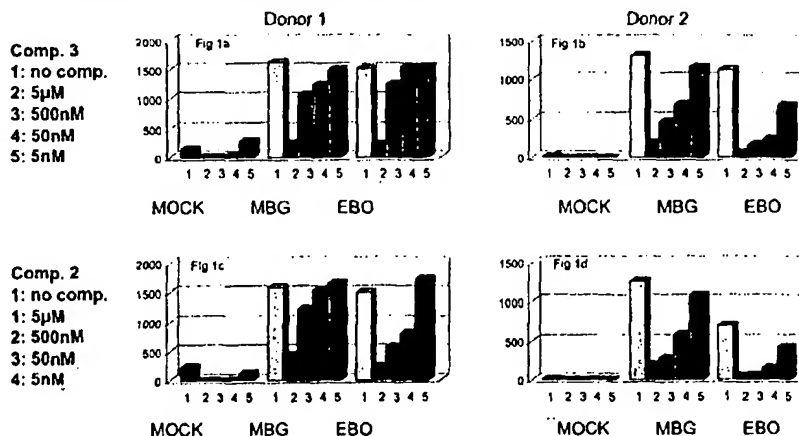 Donor 1
Donor 2
Comp. 3
1: no comp.
2: 5µM
3: 500nM
4: 50nM
5: 5nM
2000
1500
1000
500
0
Fig 1a
1 2 3 4 5 1 2 3 4 5 1 2 3 4 5
MOCK MBG EBO
1500
1000
500
0
Fig 1b
1 2 3 4 5 1 2 3 4 5 1 2 3 4 5
MOCK MBG EBO
Comp. 2
1: no comp.
1: 5µM
2: 500nM
3: 50nM
4: 5nM
2000
1500
1000
500
0
Fig 1c
1 2 3 4 5 1 2 3 4 5 1 2 3 4 5
MOCK MBG EBO
1500
1000
500
0
Fig 1d
1 2 3 4 5 1 2 3 4 5 1 2 3 4 5
MOCK MBG EBO